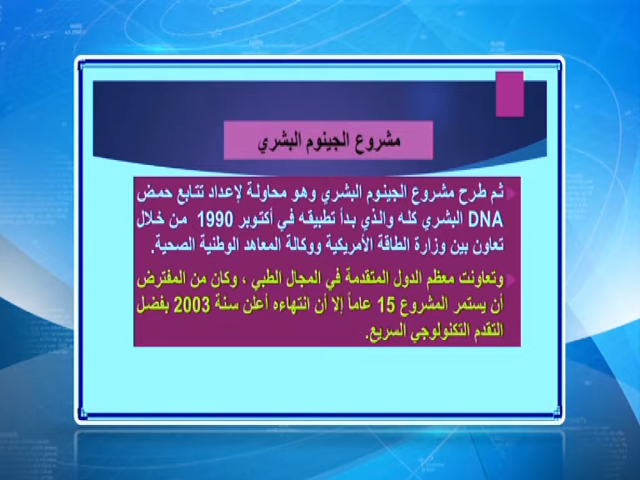 مشروع الجينوم البشري
ثم طرح مشروع الجينوم البشري وهو محاولة لإعداد تتابع حمض
DNA البشري كله والذي بدأ تطبيقه في أكتوبر 1990 من خلال
تعاون بين وزارة الطاقة الأمريكية ووكالة المعاهد الوطنية الصحية.
وتعاونت معظم الدول المتقدمة في المجال الطبي ، وكان من المفترض
أن يستمر المشروع 15 عاماً إلا أن انتهاءه أعلن سنة 2003 بفضل
التقدم التكنولوجي السريع.